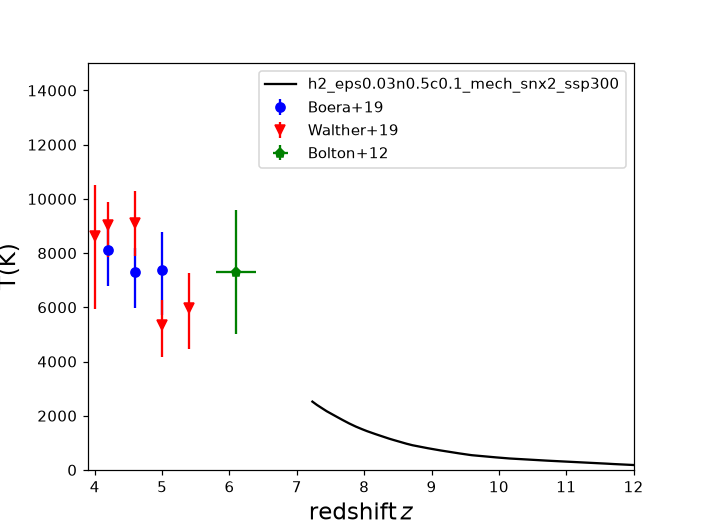 14000
12000
10000
8000
6000
4000
2000
0
T(K)
h2_eps0.03n0.5c0.1_mech_snx2_ssp300
Boera+19
Walther+19
Bolton+12
4 5 6 7 8 9 10 11 12
redshift z